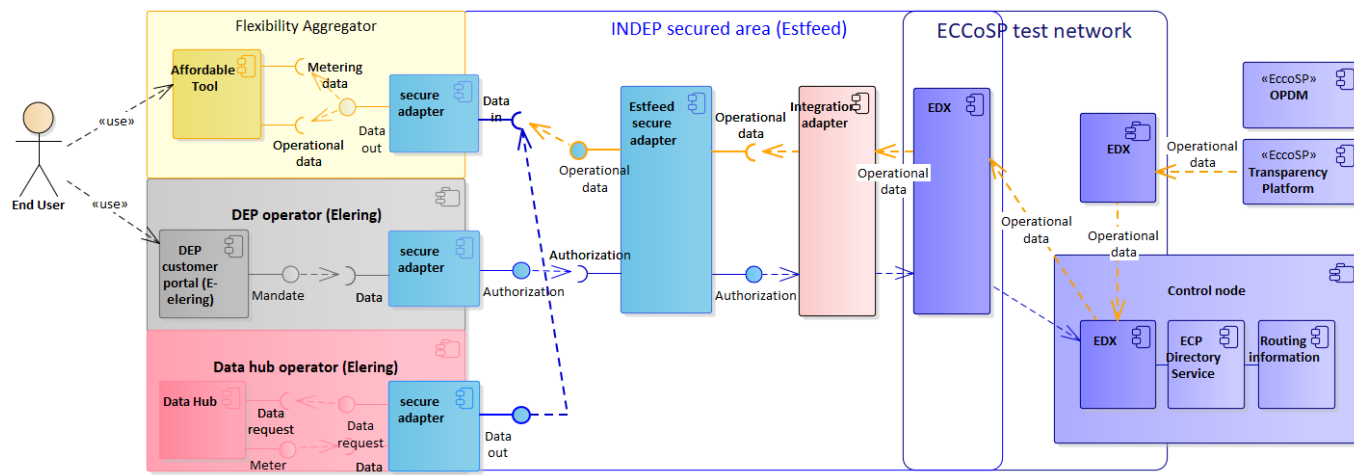 Flexibility Aggregator
INDEP secured area (Estfeed)
ECCoSP test network
Affordable
Tool
Metering
data
Operational
data
Data
out
secure
adapter
Data
in
Operational
data
Estfeed
secure
adapter
Operational
data
Integration
adapter
Operational
data
EDX
Operational
data
EDX
Operational
data
Operational
data
«EccoSP»
OPDM
«EccoSP»
Transparency
Platform
«use»
End User
«use»
DEP operator (Elering)
DEP
customer
portal (E-
elering)
Mandate
Data
secure
adapter
Authorization
Authorization
Authorization
Control node
EDX
ECP
Directory
Service
Routing
information
Data hub operator (Elering)
Data Hub
Data
request
Data
request
Meter
Data
secure
adapter
Data
out